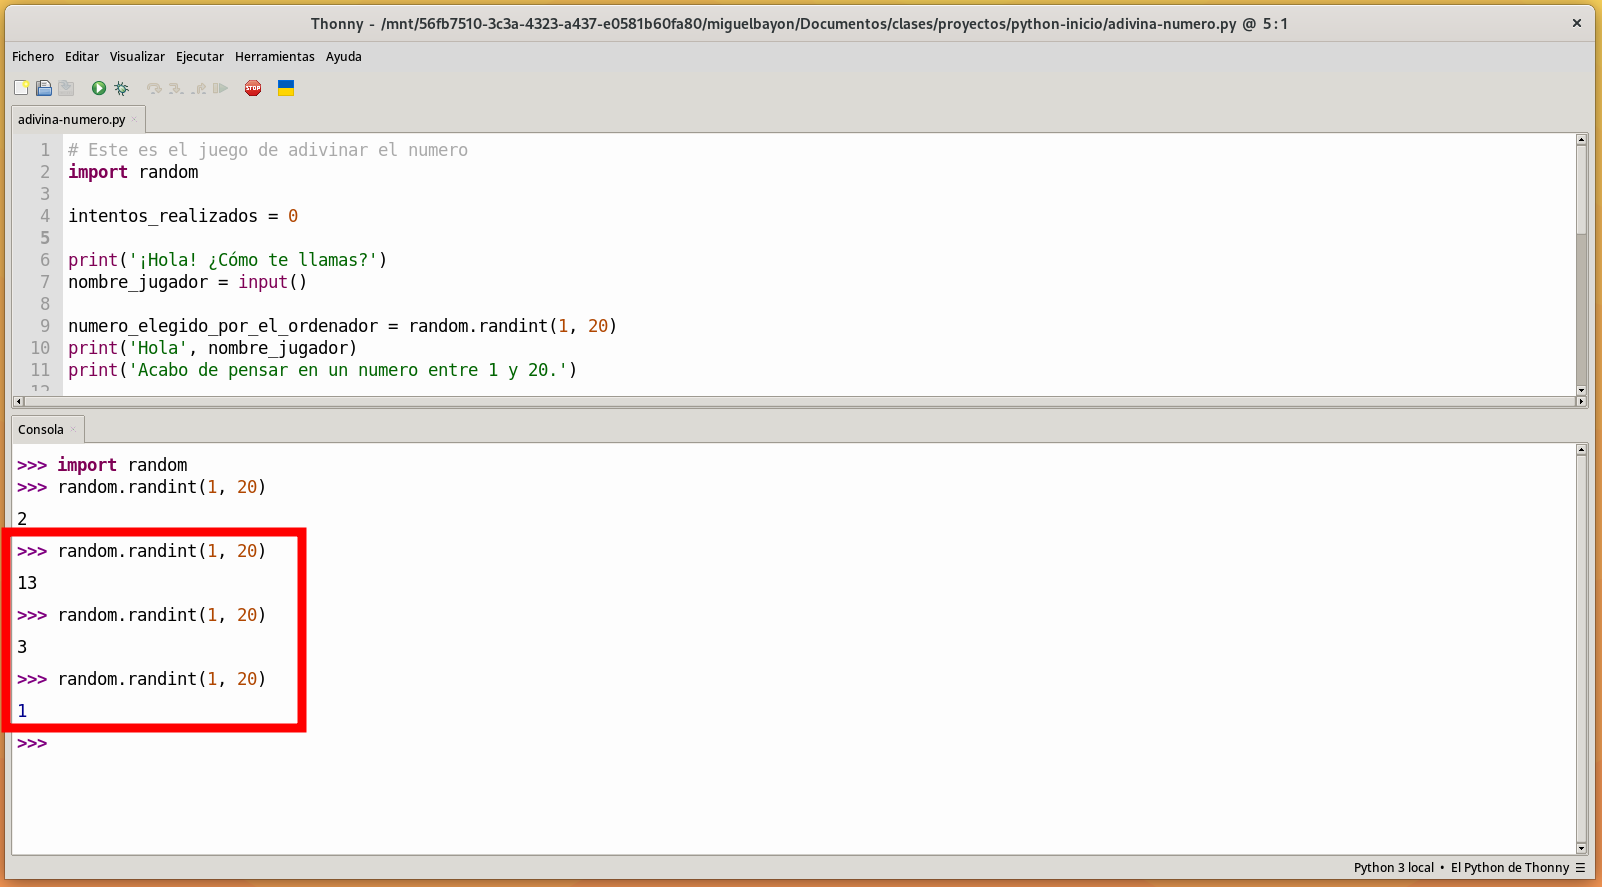 Thonny - /mnt/56fb7510-3c3a-4323-a437-e0581b60fa80/miguelbayon/Documentos/clases/proyectos/python-inicio/adivina-numero.py @ 5:1
Fichero Editar Visualizar Ejecutar Herramientas Ayuda
STOP
adivina-numero.py
1 # Este es el juego de adivinar el numero
2 import random
3
4 intentos_realizados = 0
5
6 print('¡Hola! ¿Cómo te llamas?')
7 nombre_jugador = input()
8
9 numero_elegido_por_el_ordenador = random.randint(1, 20)
10 print('Hola', nombre_jugador)
11 print('Acabo de pensar en un numero entre 1 y 20.')
12
Consola
>>> import random
>>> random.randint(1, 20)
2
>>> random.randint(1, 20)
13
>>> random.randint(1, 20)
3
>>> random.randint(1, 20)
1
>>>
Python 3 local • El Python de Thonny ☰